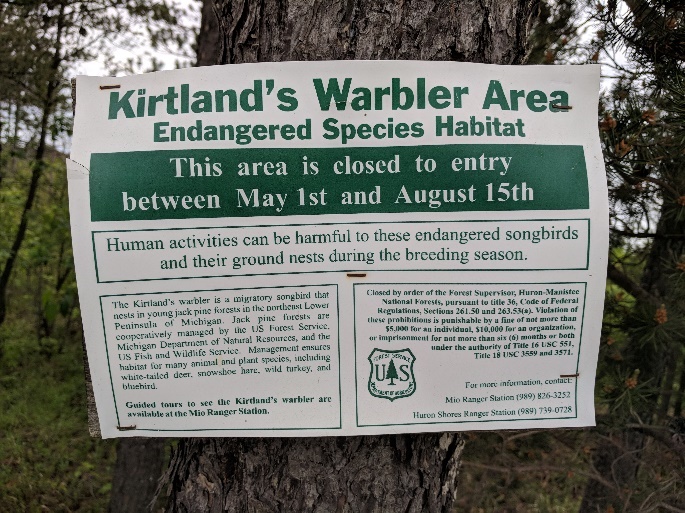 Kirtland's Warbler Area
Endangered Species Habitat
This area is closed to entry
between May 1st and August 15th
Human activities can be harmful to these endangered songbirds
and their ground nests during the breeding season.
The Kirtland's warbler is a migratory songbird that
nests in young jack pine forests in the northeast Lower
Peninsula of Michigan. Jack pine forests are
cooperatively managed by the US Forest Service,
Michigan Department of Natural Resources, and the
US Fish and Wildlife Service. Management ensures
habitat for many animal and plant species, including
white-tailed deer, snowshoe hare, wild turkey, and
bluebird.
Guided tours to see the Kirtland's warbler are
available at the Mio Ranger Station.
Closed by order of the Forest Supervisor, Huron-Manistee
National Forests, pursuant to title 36, Code of Federal
Regulations, Sections 261.50 and 263.53(a). Violation of
these prohibitions is punishable by a fine of not more than
$5,000 for an individual, $10,000 for an organization,
or imprisonment for not more than six (6) months or both
under the authority of Title 16 USC 551,
Title 18 USC 3559 and 3571.
FOREST SERVICE
U S
DEPARTMENT OF AGRICULTURE
For more information, contact:
Mio Ranger Station (989) 826-3252
Huron Shores Ranger Station (989) 739-0728